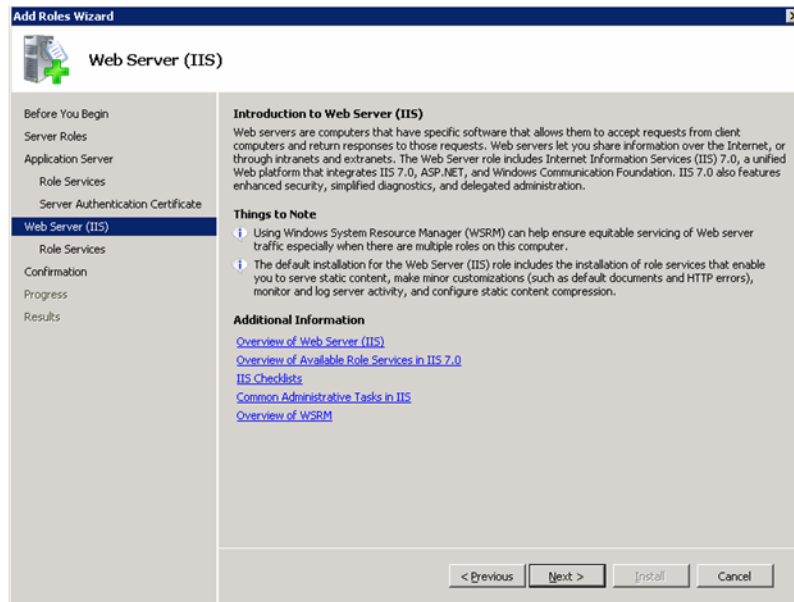 Add Roles Wizard
Web Server (IIS)
Before You Begin
Server Roles
Application Server
Role Services
Server Authentication Certificate
Web Server (IIS)
Role Services
Confirmation
Progress
Results
Introduction to Web Server (IIS)
Web servers are computers that have specific software that allows them to accept requests from client
computers and return responses to those requests. Web servers let you share information over the Internet, or
through intranets and extranets. The Web Server role includes Internet Information Services (IIS) 7.0, a unified
Web platform that integrates IIS 7.0, ASP.NET, and Windows Communication Foundation. IIS 7.0 also features
enhanced security, simplified diagnostics, and delegated administration.
Things to Note
Using Windows System Resource Manager (WSRM) can help ensure equitable servicing of Web server
traffic especially when there are multiple roles on this computer.
The default installation for the Web Server (IIS) role includes the installation of role services that enable
you to serve static content, make minor customizations (such as default documents and HTTP errors),
monitor and log server activity, and configure static content compression.
Additional Information
Overview of Web Server (IIS)
Overview of Available Role Services in IIS 7.0
IIS Checklists
Common Administrative Tasks in IIS
Overview of WSRM
< Previous Next > Install Cancel